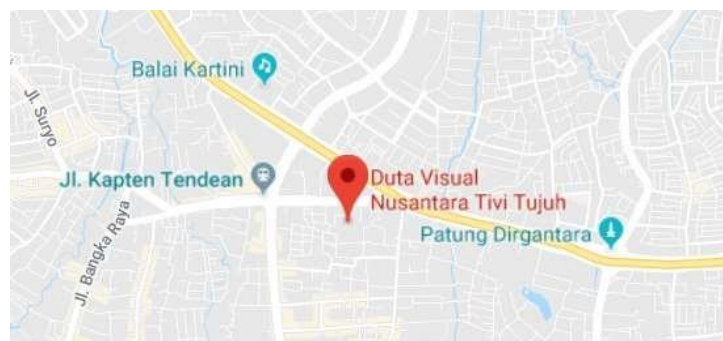 Balai Kartini
Jl. Suryo
Jl. Kapten Tendean
Duta Visual
Nusantara Tivi Tujuh
Patung Dirgantara
Jl. Bangka Raya